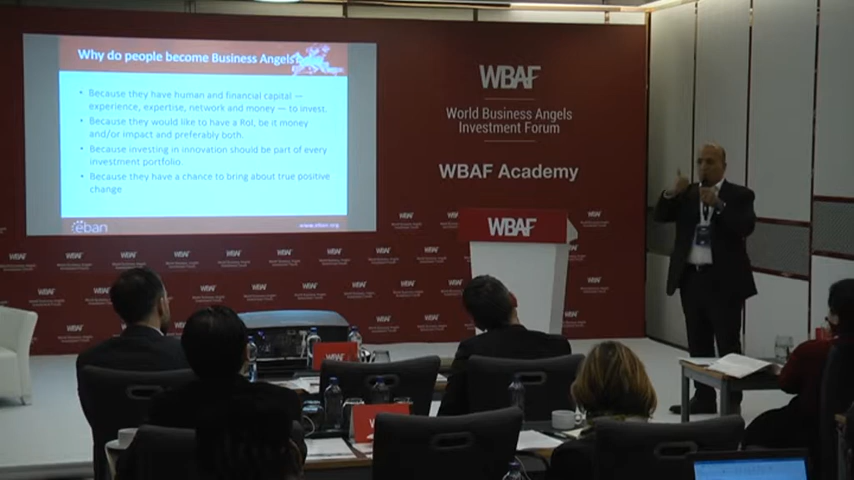 Why do people become Business Angels
• Because they have human and financial capital —
experience, expertise, network and money — to invest.
• Because they would like to have a RoI, be it money
and/or impact and preferably both.
• Because investing in innovation should be part of every
investment portfolio.
• Because they have a chance to bring about true positive
change
eban
www.eban.org
WBAF
World Business Angels
Investment Forum
WBAF Academy
WBAF